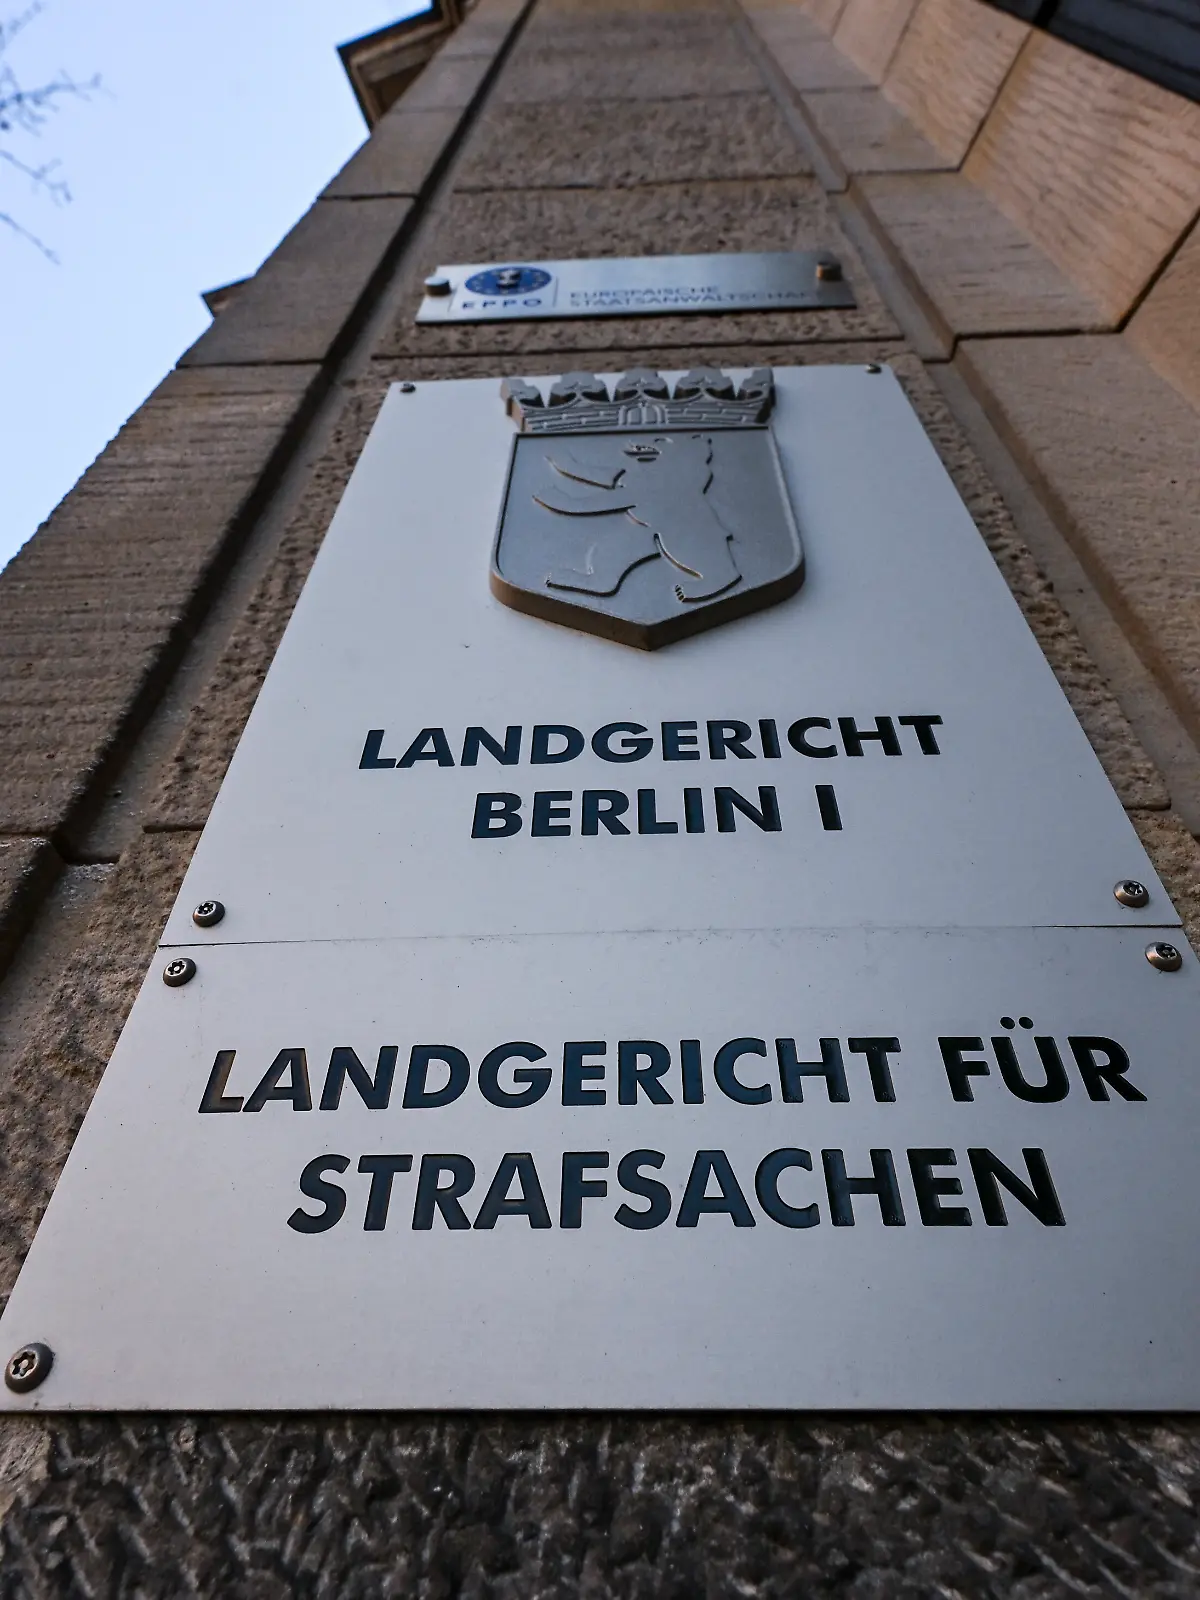 EPPO
EUROPÄISCHE
STAATSANWALTSCHAFT
LANDGERICHT
BERLIN I
LANDGERICHT FÜR
STRAFSACHEN